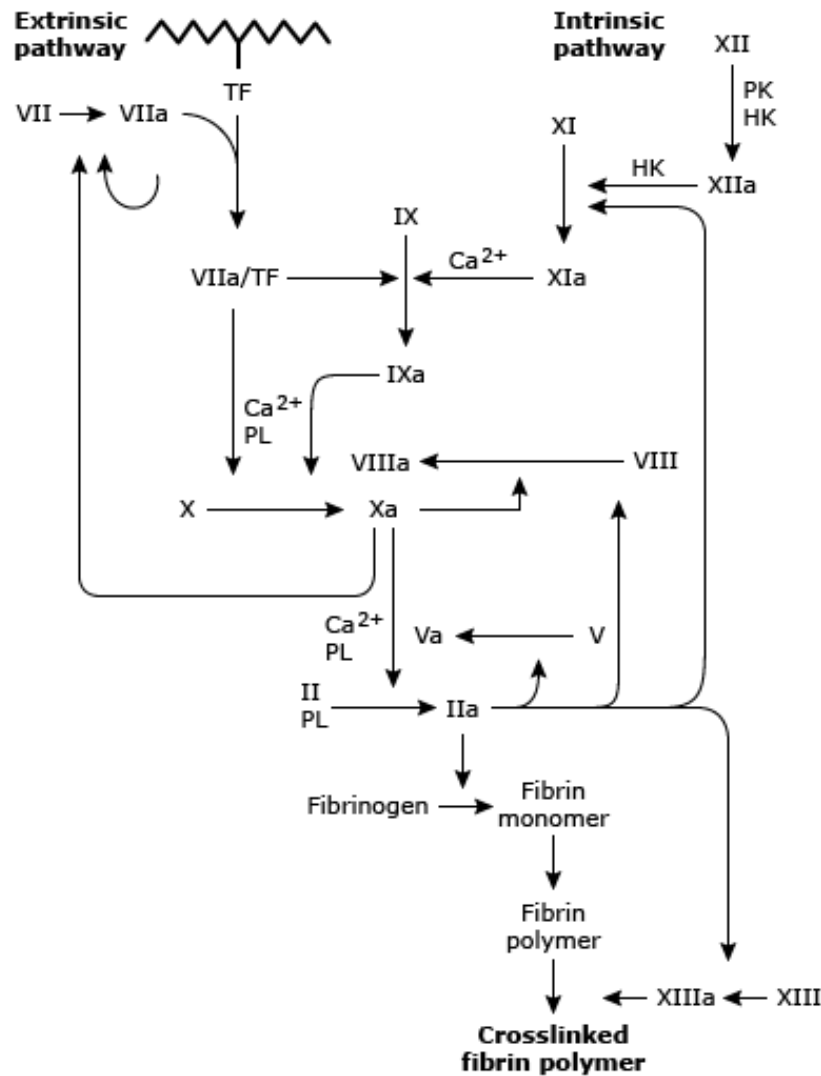 Extrinsic
pathway
Intrinsic
pathway
XII
TF
PK
HK
VII
VIIa
XI
HK
XIIa
IX
VIIa/TF
Ca2+
XIa
IXa
Ca2+
PL
VIIIa
VIII
X
Xa
Ca2+
PL
Va
V
II
PL
IIa
Fibrinogen
Fibrin
monomer
Fibrin
polymer
XIIIa
XIII
Crosslinked
fibrin polymer